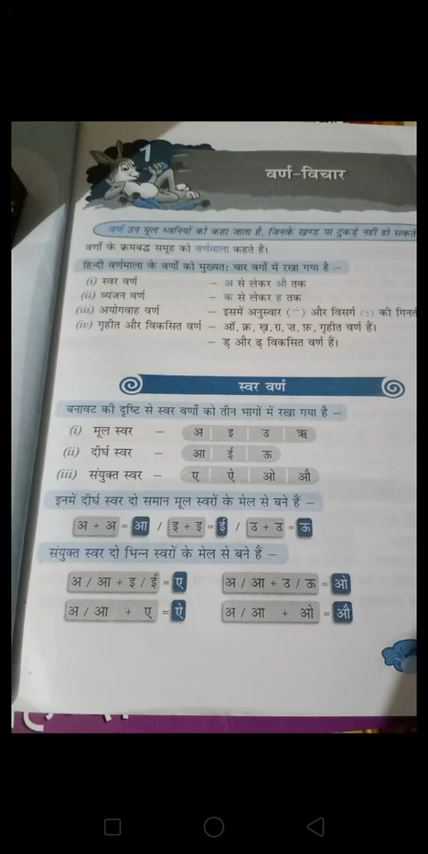 1
वर्ण-विचार
वर्ण उन मूल ध्वनियों को कहा जाता है, जिनके खण्ड या टुकड़े नहीं हो सकते
वर्णों के क्रमबद्ध समूह को वर्णमाला कहते हैं।
हिन्दी वर्णमाला के वर्णों को मुख्यतः चार वर्गों में रखा गया है –
(i) स्वर वर्ण – अ से लेकर औ तक
(ii) व्यंजन वर्ण – क से लेकर ह तक
(iii) अयोगवाह वर्ण – इसमें अनुस्वार (∸) और विसर्ग (:) की
(iv) गृहीत और विकसित वर्ण – ऑ, क़, ख़, ग़, ज़, फ़, गृहीत वर्ण हैं।
– ड़ और ढ़ विकसित वर्ण हैं।
स्वर वर्ण
बनावट की दृष्टि से स्वर वर्णों को तीन भागों में रखा गया है –
(i) मूल स्वर – अ | इ | उ | ऋ
(ii) दीर्घ स्वर – आ | ई | ऊ
(iii) संयुक्त स्वर – ए | ऐ | ओ | औ
इनमें दीर्घ स्वर दो समान मूल स्वरों के मेल से बने हैं –
अ + अ = आ / इ + इ = ई / उ + उ = ऊ
संयुक्त स्वर दो भिन्न स्वरों के मेल से बने हैं –
अ / आ + इ / ई = ए अ / आ + उ / ऊ = ओ
अ / आ + ए = ऐ अ / आ + ओ = औ